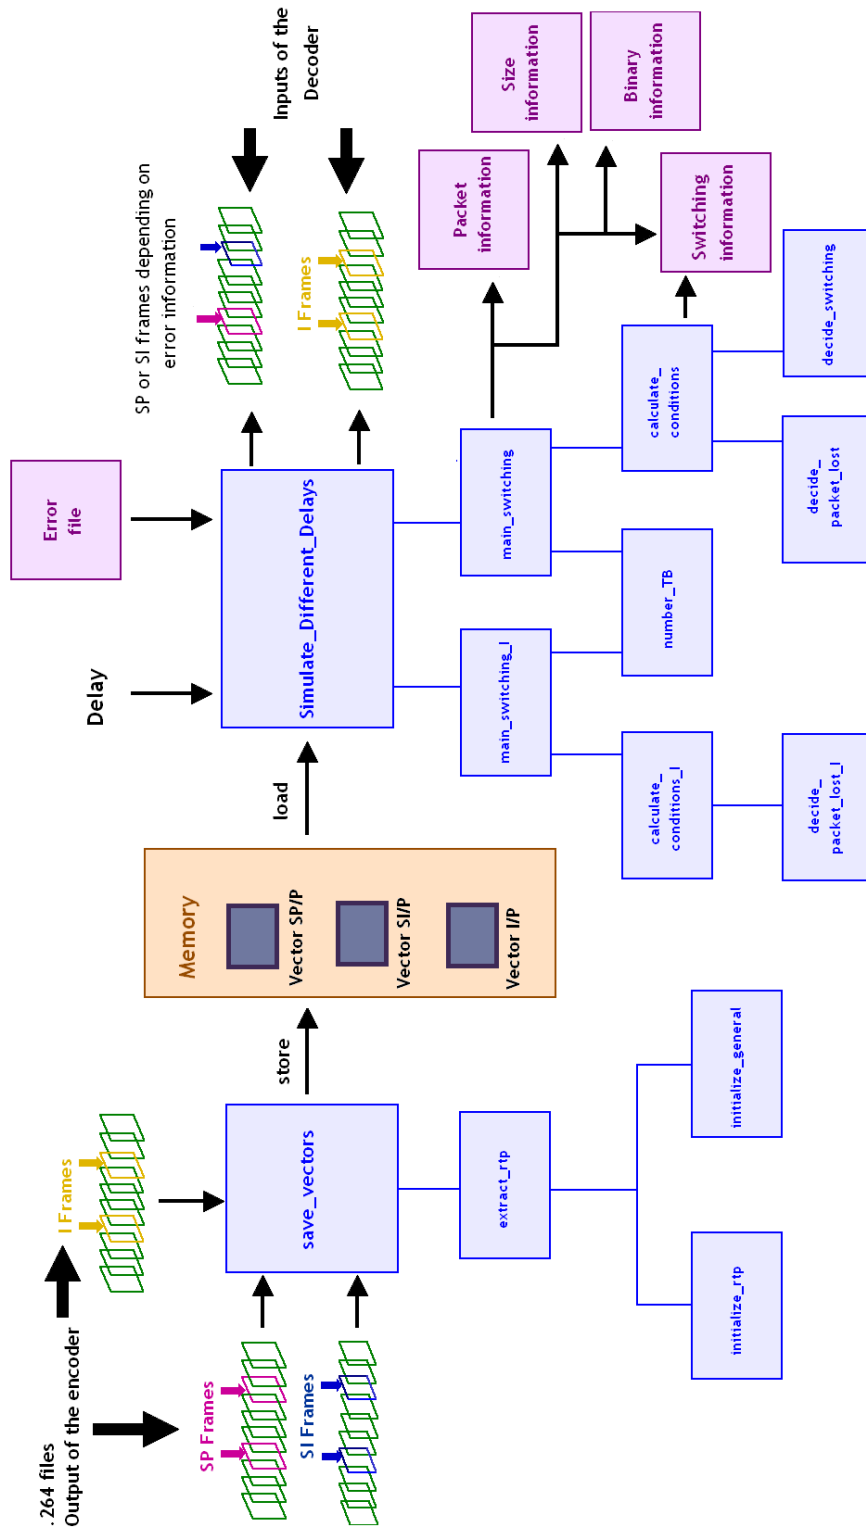 .264 files
Output of the encoder
I Frames
SP Frames
SI Frames
save_vectors
extract_rtp
initialize_rtp
initialize_general
store
Memory
Vector SP/P
Vector SI/P
Vector I/P
load
Delay
Error
file
Simulate_Different_Delays
main_switching_I
main_switching
calculate_
conditions_I
number_TB
calculate_
conditions
decide_
packet_lost_I
decide_
packet_lost
decide_switching
SP or SI frames depending on
error information
I Frames
Inputs of the
Decoder
Packet
information
Size
information
Binary
information
Switching
information